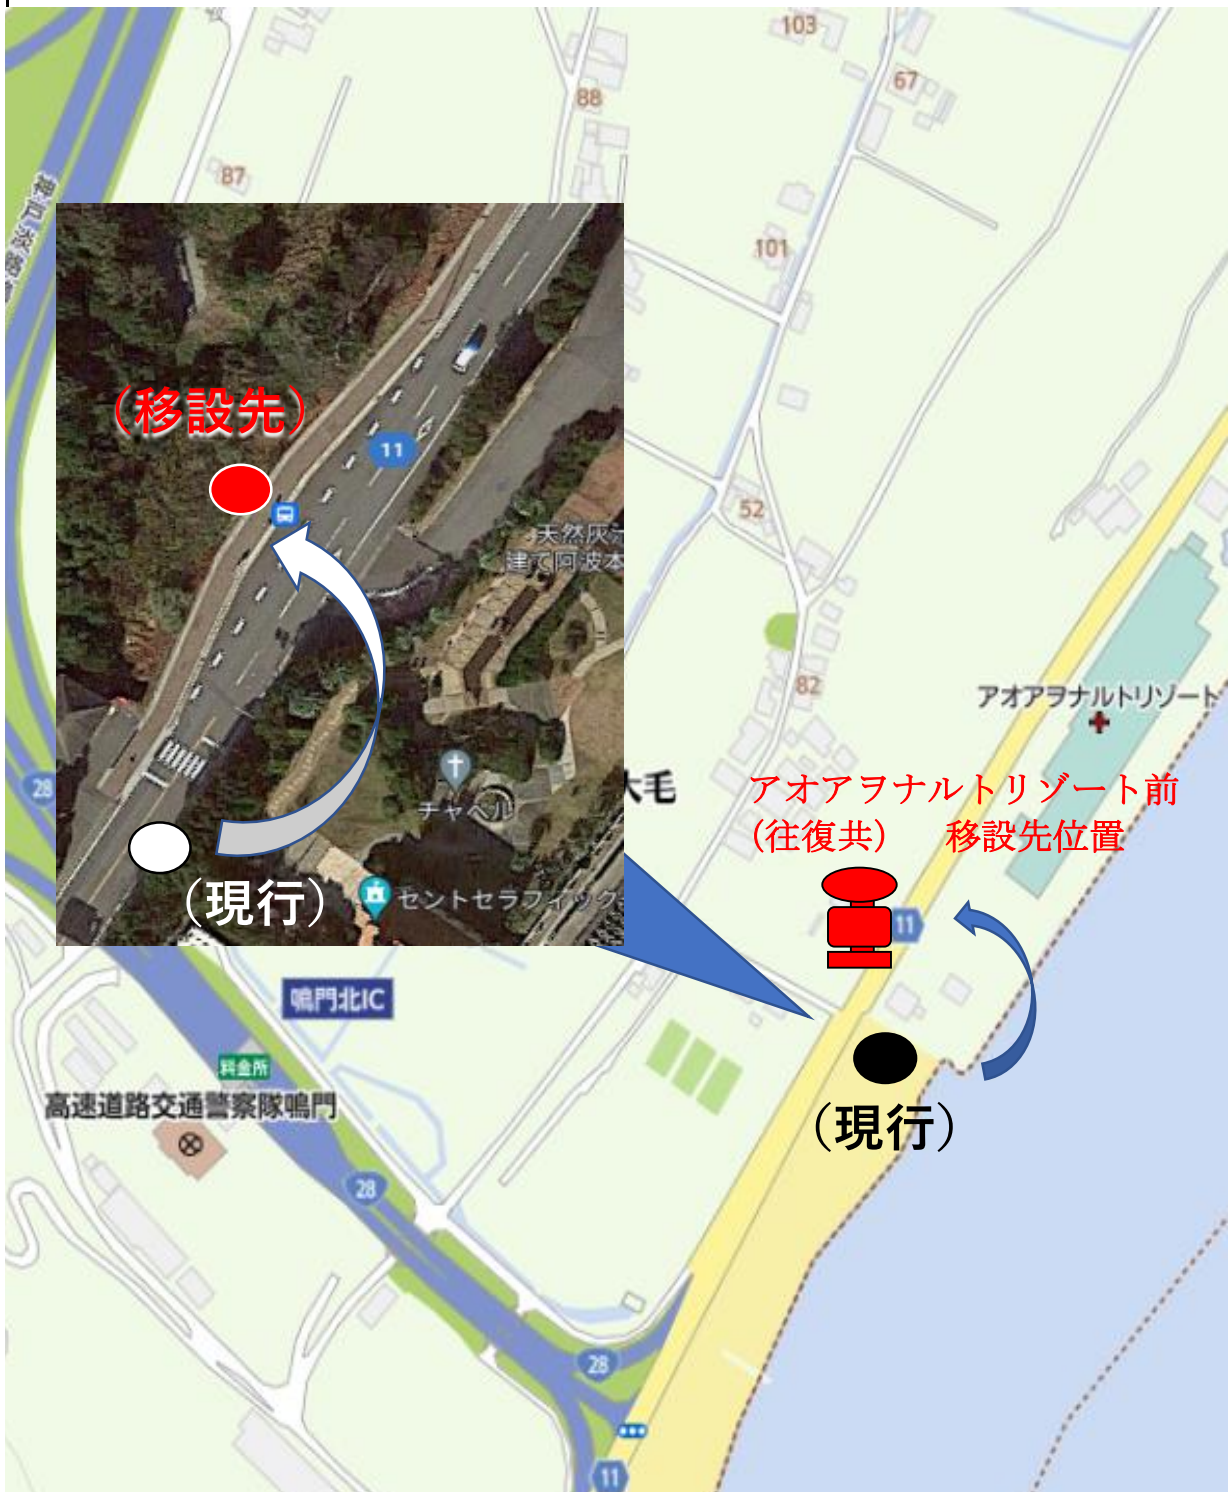 103
67
88
87
101
神戸淡路
(移設先)
11
52
天然灰汁
建て阿波本
82
アオアヲナルトリゾート
28
大毛
チャペル
アオアヲナルトリゾート前
(往復共) 移設先位置
(現行)
セントセラフィック
11
鳴門北IC
料金所
高速道路交通警察隊鳴門
(現行)
28
28
11